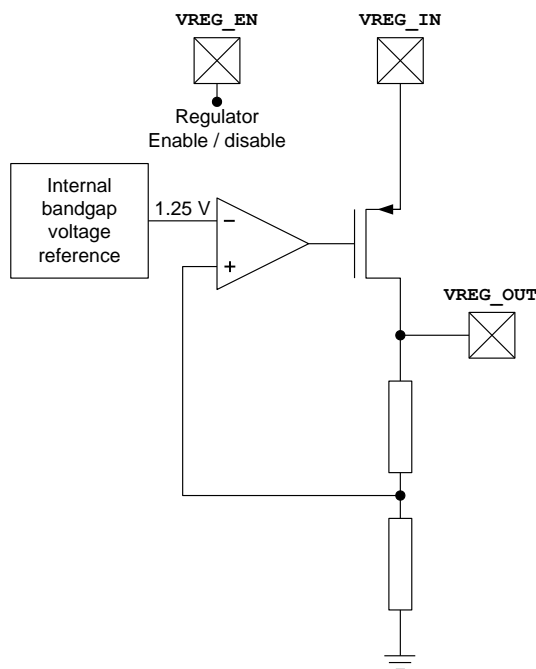 VREG_EN
VREG_IN
Regulator
Enable / disable
Internal
bandgap
voltage
reference
1.25 V
−
+
VREG_OUT